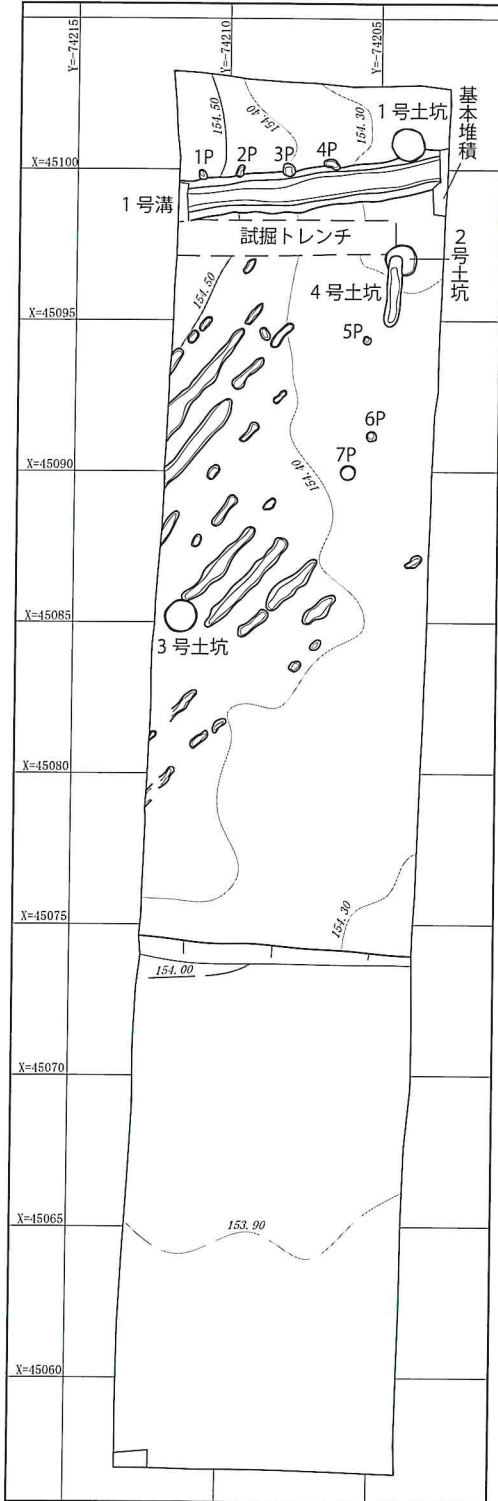 Y=-74215
Y=-74210
Y=-74205
154.50
154.40
154.30
1号土坑
基本堆積
X=45100
1P
2P
3P
4P
1号溝
試掘トレンチ
2号土坑
4号土坑
154.50
X=45095
5P
6P
7P
X=45090
154.40
X=45085
3号土坑
X=45080
X=45075
154.30
154.00
X=45070
X=45065
153.90
X=45060